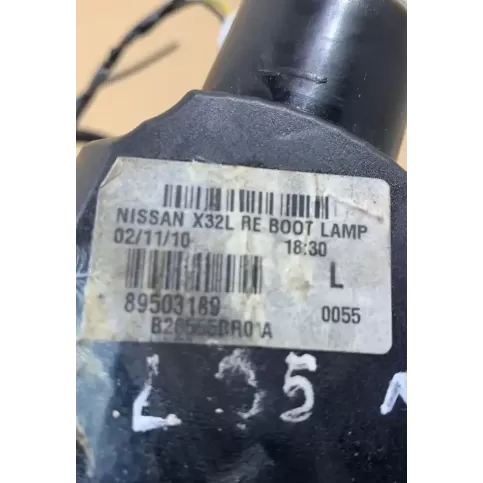 NISSAN X32L RE BOOT LAMP
02/11/10 18:30
L
89503189 0055